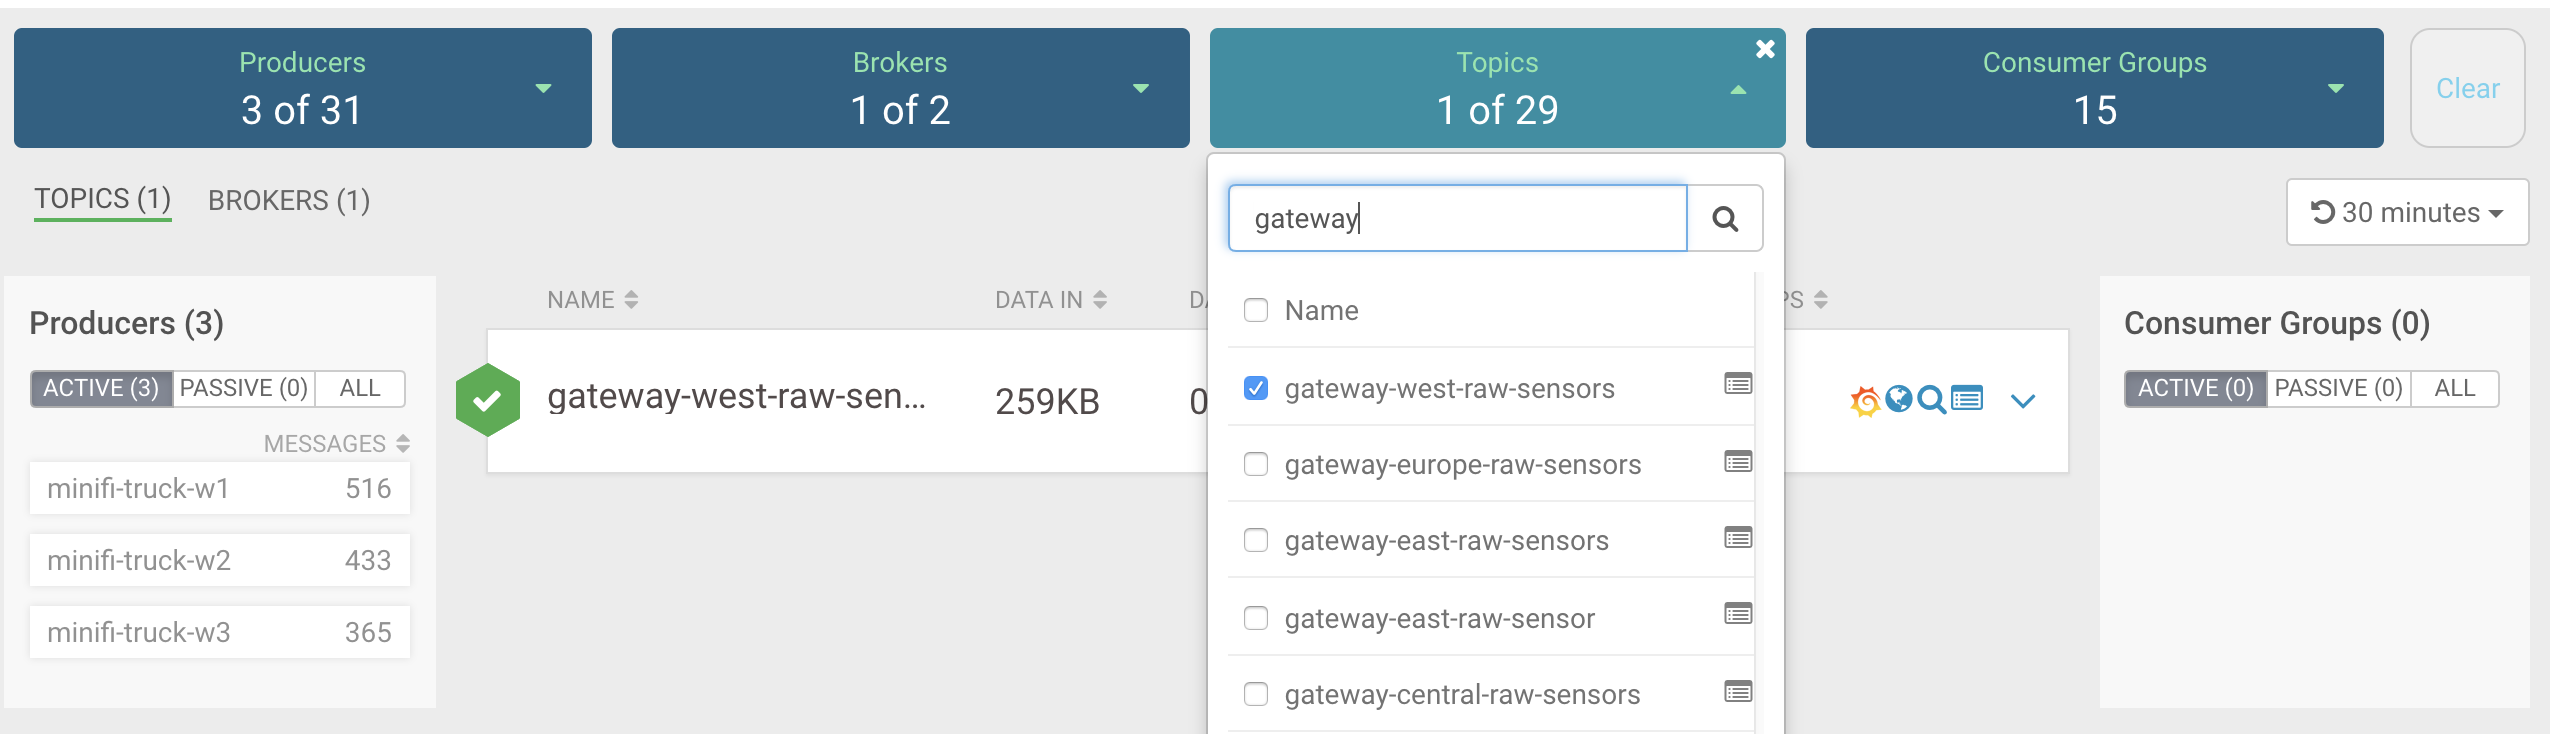 Producers
3 of 31
Brokers
1 of 2
Topics
1 of 29
Consumer Groups
15
Clear
TOPICS (1)
BROKERS (1)
30 minutes
gateway
Producers (3)
ACTIVE (3) PASSIVE (0) ALL
MESSAGES
minifi-truck-w1 516
minifi-truck-w2 433
minifi-truck-w3 365
NAME DATA IN
gateway-west-raw-sen... 259KB 0
Name
gateway-west-raw-sensors
gateway-europe-raw-sensors
gateway-east-raw-sensors
gateway-east-raw-sensor
gateway-central-raw-sensors
Consumer Groups (0)
ACTIVE (0) PASSIVE (0) ALL